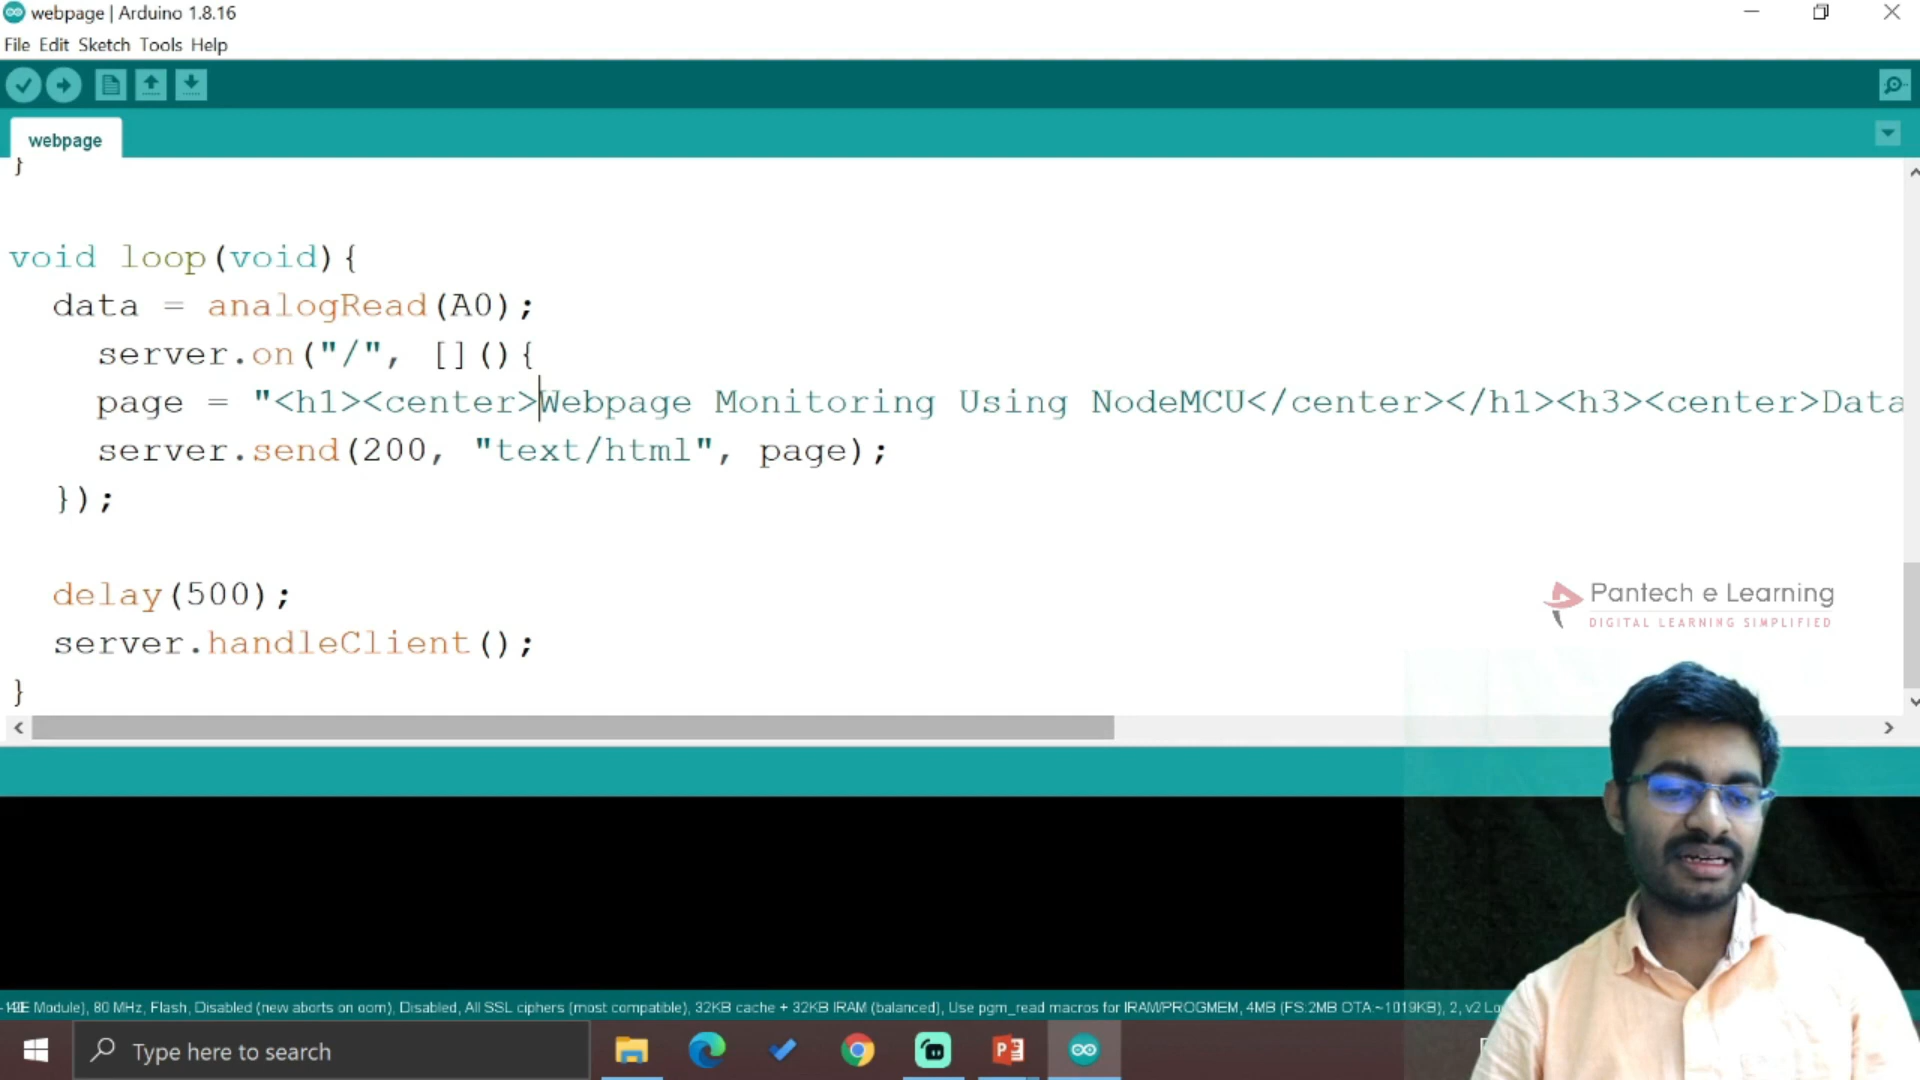 webpage | Arduino 1.8.16
File Edit Sketch Tools Help
webpage
}
void loop(void){
data = analogRead(A0);
server.on("/", [](){
page = "<h1><center>Webpage Monitoring Using NodeMCU</center></h1><h3><center>Data
server.send(200, "text/html", page);
});
delay(500);
server.handleClient();
}
Pantech e Learning
DIGITAL LEARNING SIMPLIFIED
Module), 80 MHz, Flash, Disabled (new aborts on oom), Disabled, All SSL ciphers (most compatible), 32KB cache + 32KB IRAM (balanced), Use pgm_read macros for IRAM/PROGMEM, 4MB (FS:2MB OTA:~1019KB), 2, v2
Type here to search